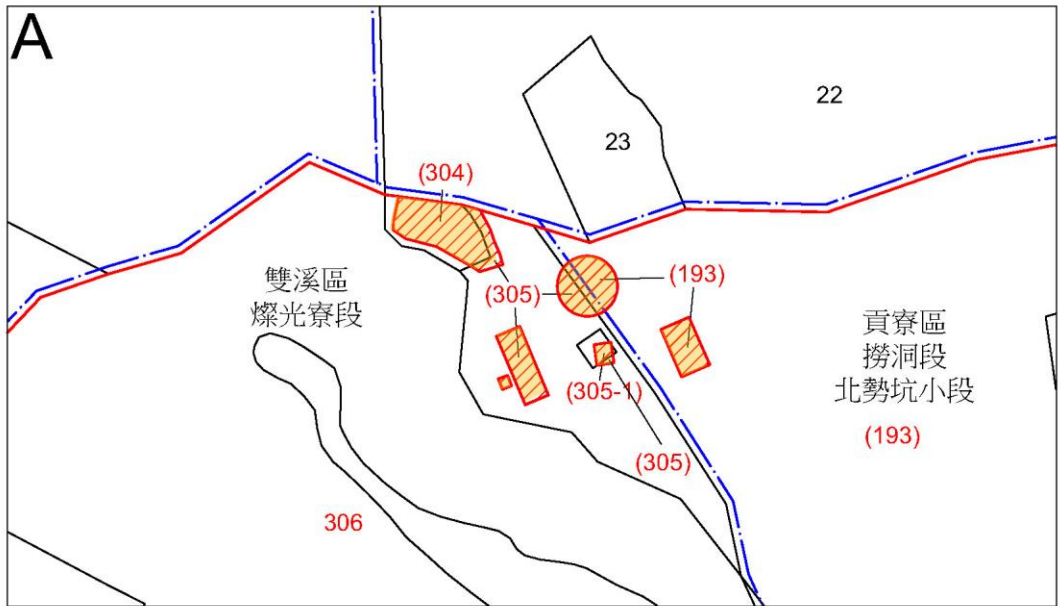 A
22
23
(304)
雙溪區
燦光寮段
(305)
(193)
貢寮區
撈洞段
北勢坑小段
(193)
(305-1)
(305)
306